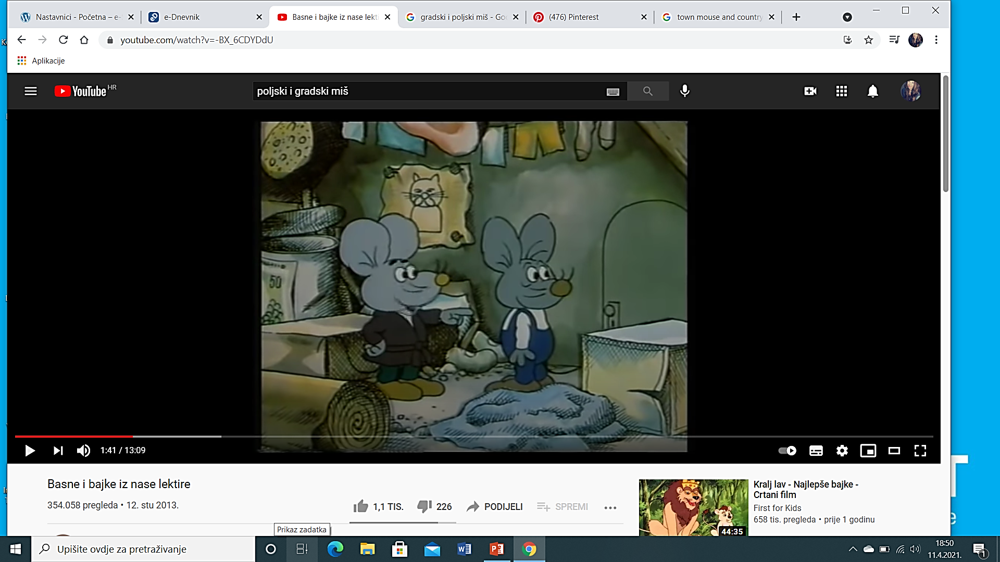 Nastavnici - Početna – e-
e-Dnevnik
Basne i bajke iz nase lekti
gradski i poljski miš - Goo
(476) Pinterest
town mouse and country
youtube.com/watch?v=-BX_6CDYDdU
Aplikacije
YouTube HR
poljski i gradski miš
50
1:41 / 13:09
Basne i bajke iz nase lektire
354.058 pregleda • 12. stu 2013.
1,1 TIS.
226
PODIJELI
SPREMI
Kralj lav - Najlepše bajke -
Crtani film
First for Kids
658 tis. pregleda • prije 1 godinu
44:35
Prikaz zadatka
Upišite ovdje za pretraživanje
18:50
11.4.2021.
1